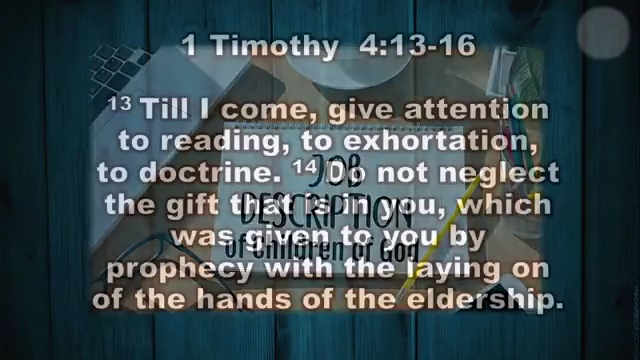 1 Timothy 4:13-16
13 Till I come, give attention
to reading, to exhortation,
to doctrine. 14 Do not neglect
the gift that is in you, which
was given to you by
prophecy with the laying on
of the hands of the eldership.
JOB
DESCRIPTION
of Children of God